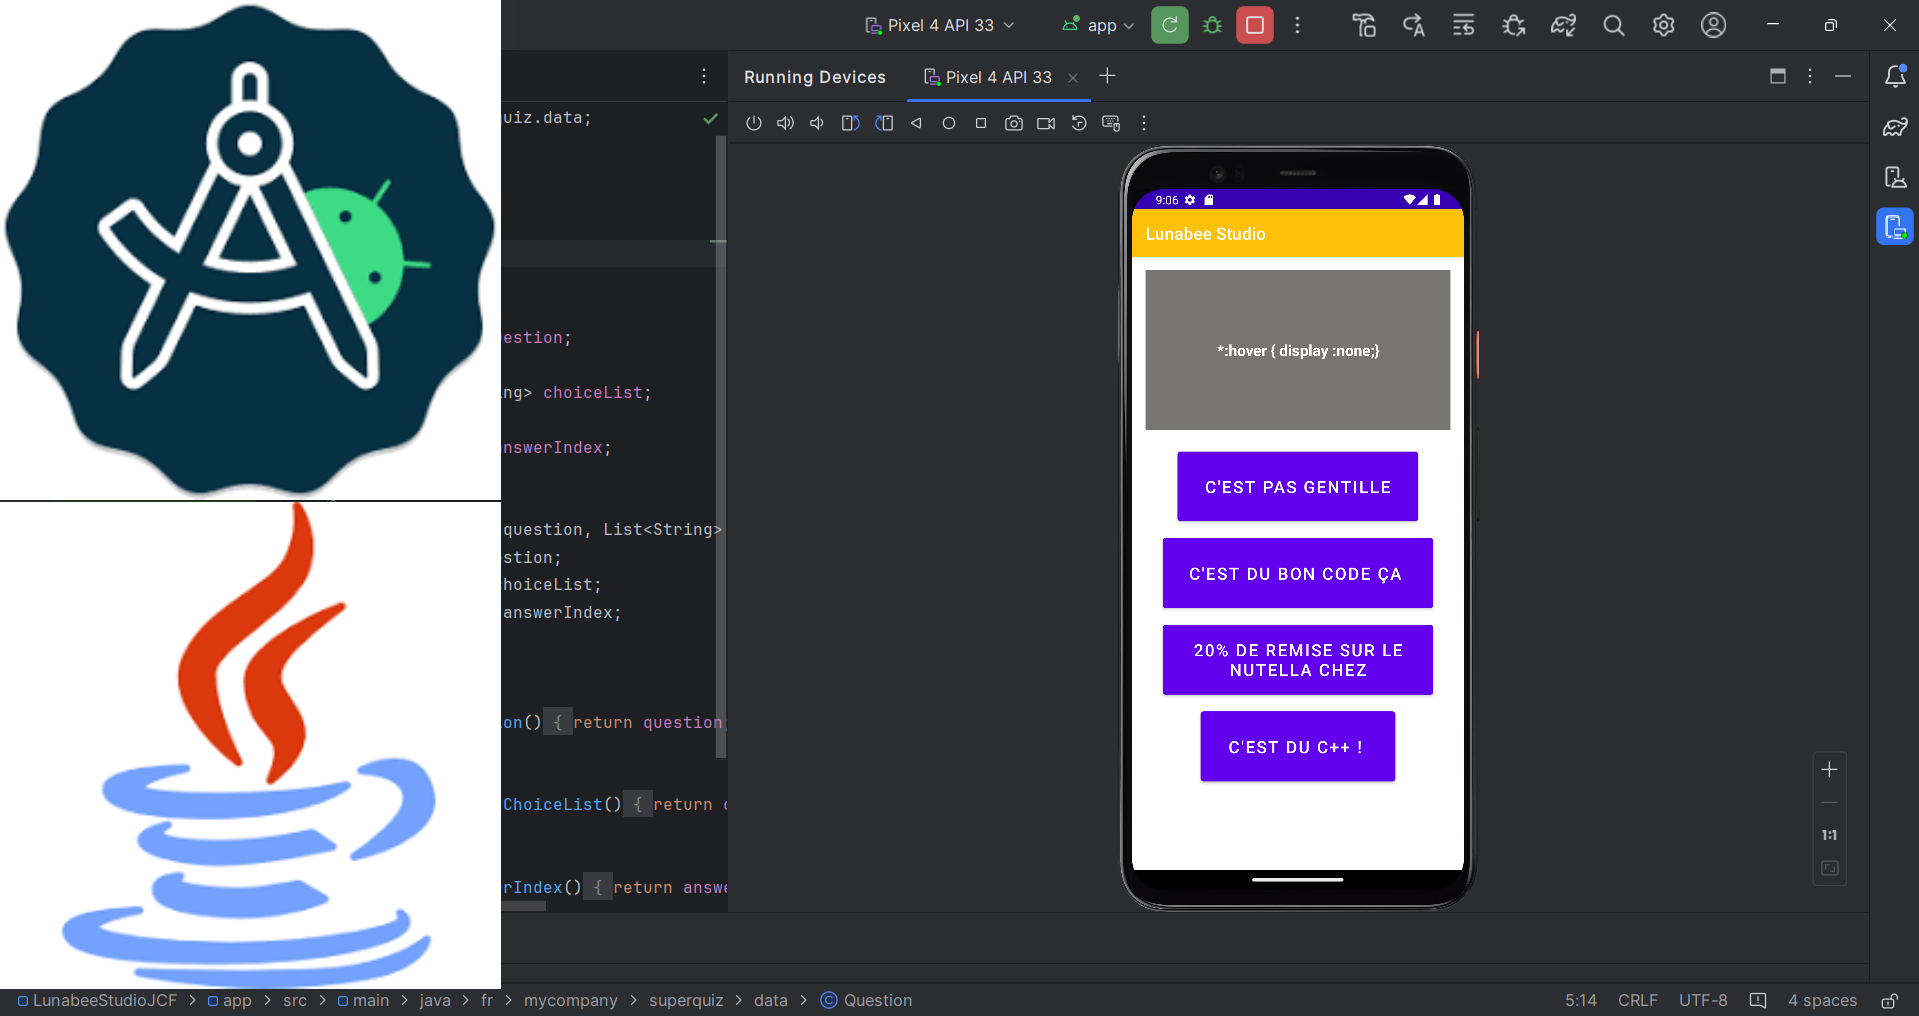 Pixel 4 API 33
app
Running Devices
Pixel 4 API 33
uiz.data;
estion;
ng> choiceList;
nswerIndex;
question, List<String>
stion;
hoiceList;
answerIndex;
on() { return question
ChoiceList() { return
rIndex() { return answe
9:06
Lunabee Studio
*:hover { display :none;}
C'EST PAS GENTILLE
C'EST DU BON CODE ÇA
20% DE REMISE SUR LE
NUTELLA CHEZ
C'EST DU C++ !
1:1
LunabeeStudioJCF > app > src > main > java > fr > mycompany > superquiz > data > Question
5:14 CRLF UTF-8 4 spaces